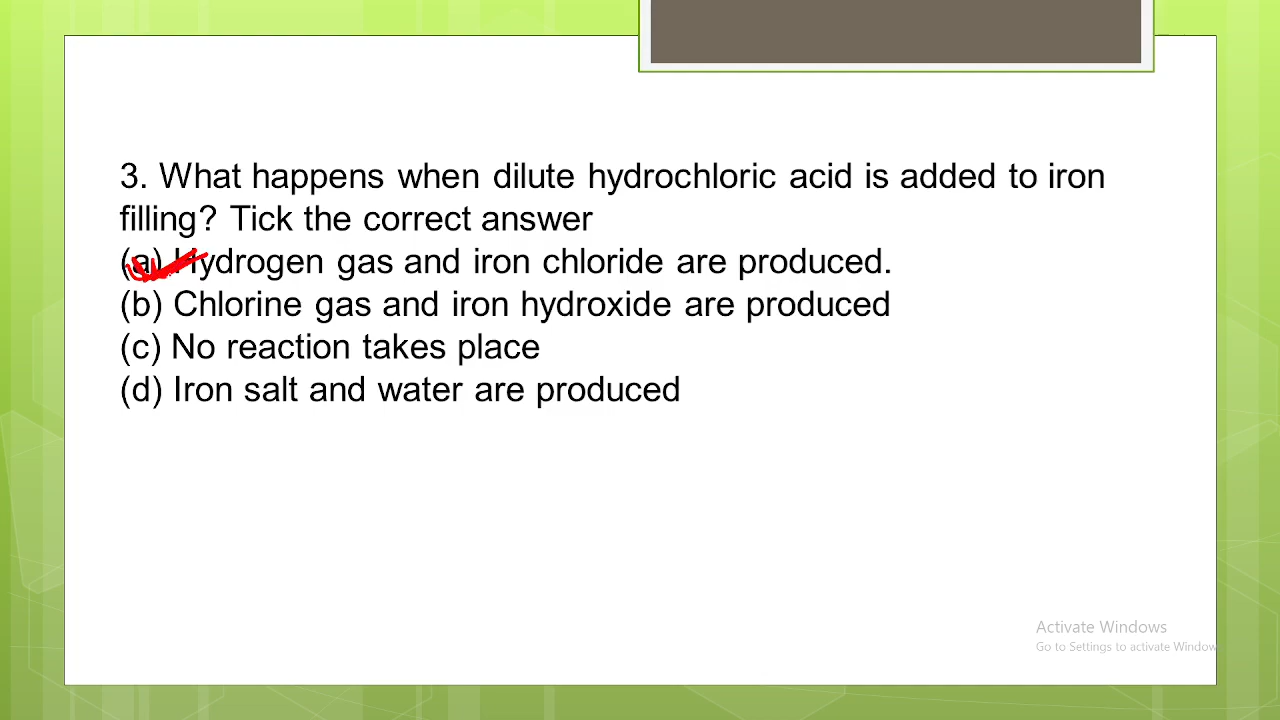 3. What happens when dilute hydrochloric acid is added to iron
filling? Tick the correct answer
(a) Hydrogen gas and iron chloride are produced.
(b) Chlorine gas and iron hydroxide are produced
(c) No reaction takes place
(d) Iron salt and water are produced
Activate Windows
Go to Settings to activate Window